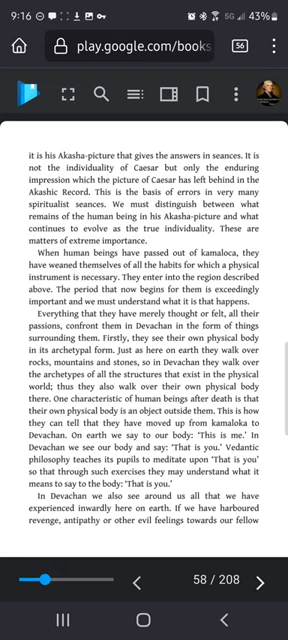 9:16
5G 43%
play.google.com/books
56
it is his Akasha-picture that gives the answers in seances. It is
not the individuality of Caesar but only the enduring
impression which the picture of Caesar has left behind in the
Akashic Record. This is the basis of errors in very many
spiritualist seances. We must distinguish between what
remains of the human being in his Akasha-picture and what
continues to evolve as the true individuality. These are
matters of extreme importance.
When human beings have passed out of kamaloca, they
have weaned themselves of all the habits for which a physical
instrument is necessary. They enter into the region described
above. The period that now begins for them is exceedingly
important and we must understand what it is that happens.
Everything that they have merely thought or felt, all their
passions, confront them in Devachan in the form of things
surrounding them. Firstly, they see their own physical body
in its archetypal form. Just as here on earth they walk over
rocks, mountains and stones, so in Devachan they walk over
the archetypes of all the structures that exist in the physical
world; thus they also walk over their own physical body
there. One characteristic of human beings after death is that
their own physical body is an object outside them. This is how
they can tell that they have moved up from kamaloka to
Devachan. On earth we say to our body: ‘This is me.’ In
Devachan we see our body and say: ‘That is you.’ Vedantic
philosophy teaches its pupils to meditate upon ‘That is you’
so that through such exercises they may understand what it
means to say to the body: ‘That is you.’
In Devachan we also see around us all that we have
experienced inwardly here on earth. If we have harboured
revenge, antipathy or other evil feelings towards our fellow
58 / 208